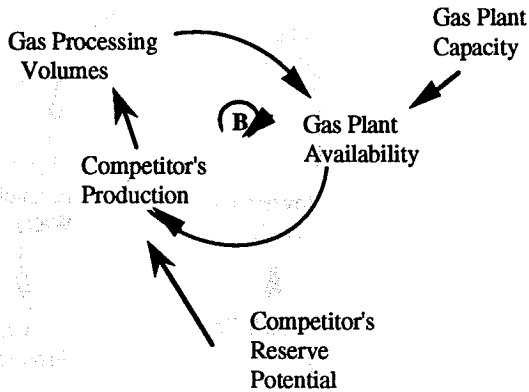 Gas Plant
Capacity
Gas Processing
Volumes
B
Gas Plant
Availability
Competitor's
Production
Competitor's
Reserve
Potential